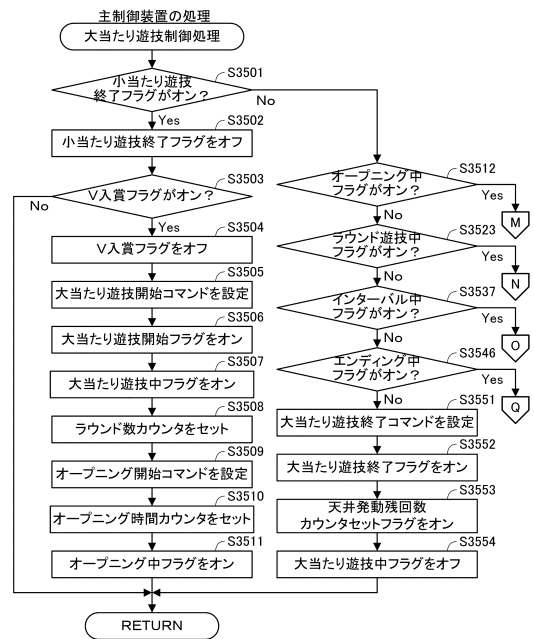 主制御装置の処理
大当たり遊技制御処理
小当たり遊技
終了フラグがオン？
S3501
No
Yes
S3502
小当たり遊技終了フラグをオフ
S3503
V入賞フラグがオン？
No
Yes
S3504
V入賞フラグをオフ
S3505
大当たり遊技開始コマンドを設定
S3506
大当たり遊技開始フラグをオン
S3507
大当たり遊技中フラグをオン
S3508
ラウンド数カウンタをセット
S3509
オープニング開始コマンドを設定
S3510
オープニング時間カウンタをセット
S3511
オープニング中フラグをオン
S3512
オープニング中
フラグがオン？
Yes
M
No
S3523
ラウンド遊技中
フラグがオン？
Yes
N
No
S3537
インターバル中
フラグがオン？
Yes
O
No
S3546
エンディング中
フラグがオン？
Yes
Q
No
S3551
大当たり遊技終了コマンドを設定
S3552
大当たり遊技終了フラグをオン
S3553
天井発動残回数
カウンタセットフラグをオン
S3554
大当たり遊技中フラグをオフ
RETURN